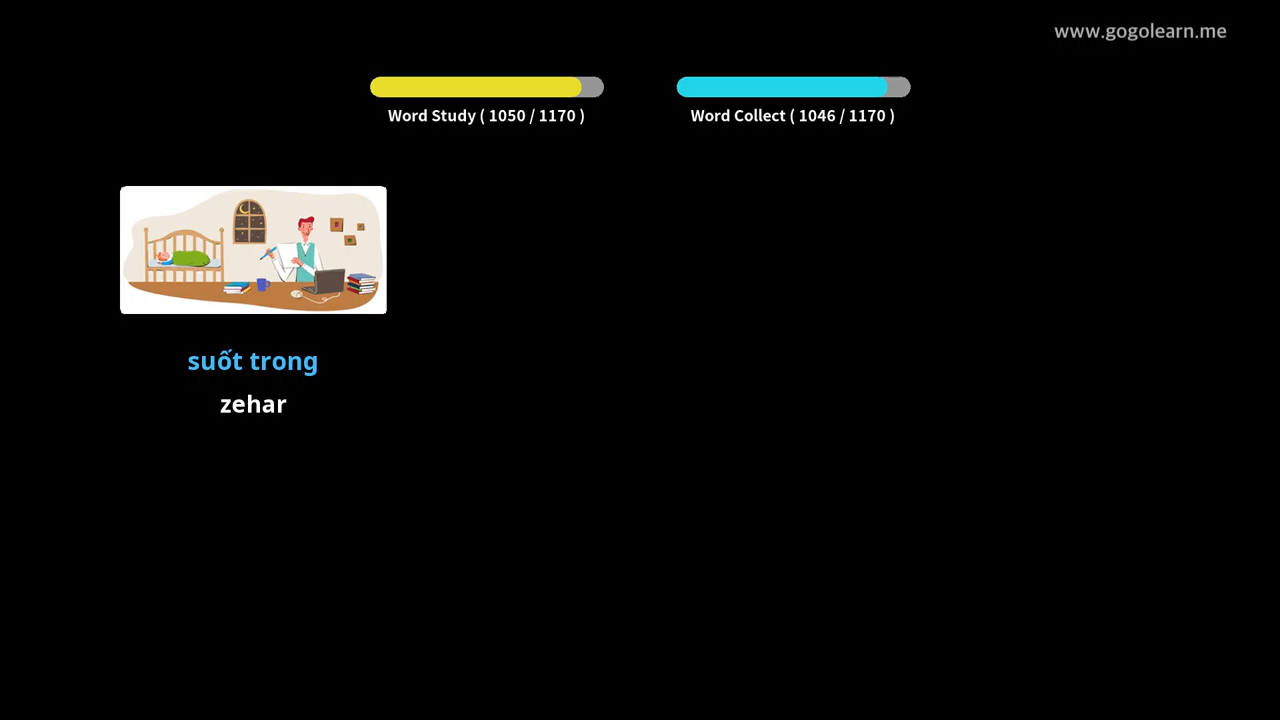 www.gogolearn.me
Word Study ( 1050 / 1170 )
Word Collect ( 1046 / 1170 )
suốt trong
zehar